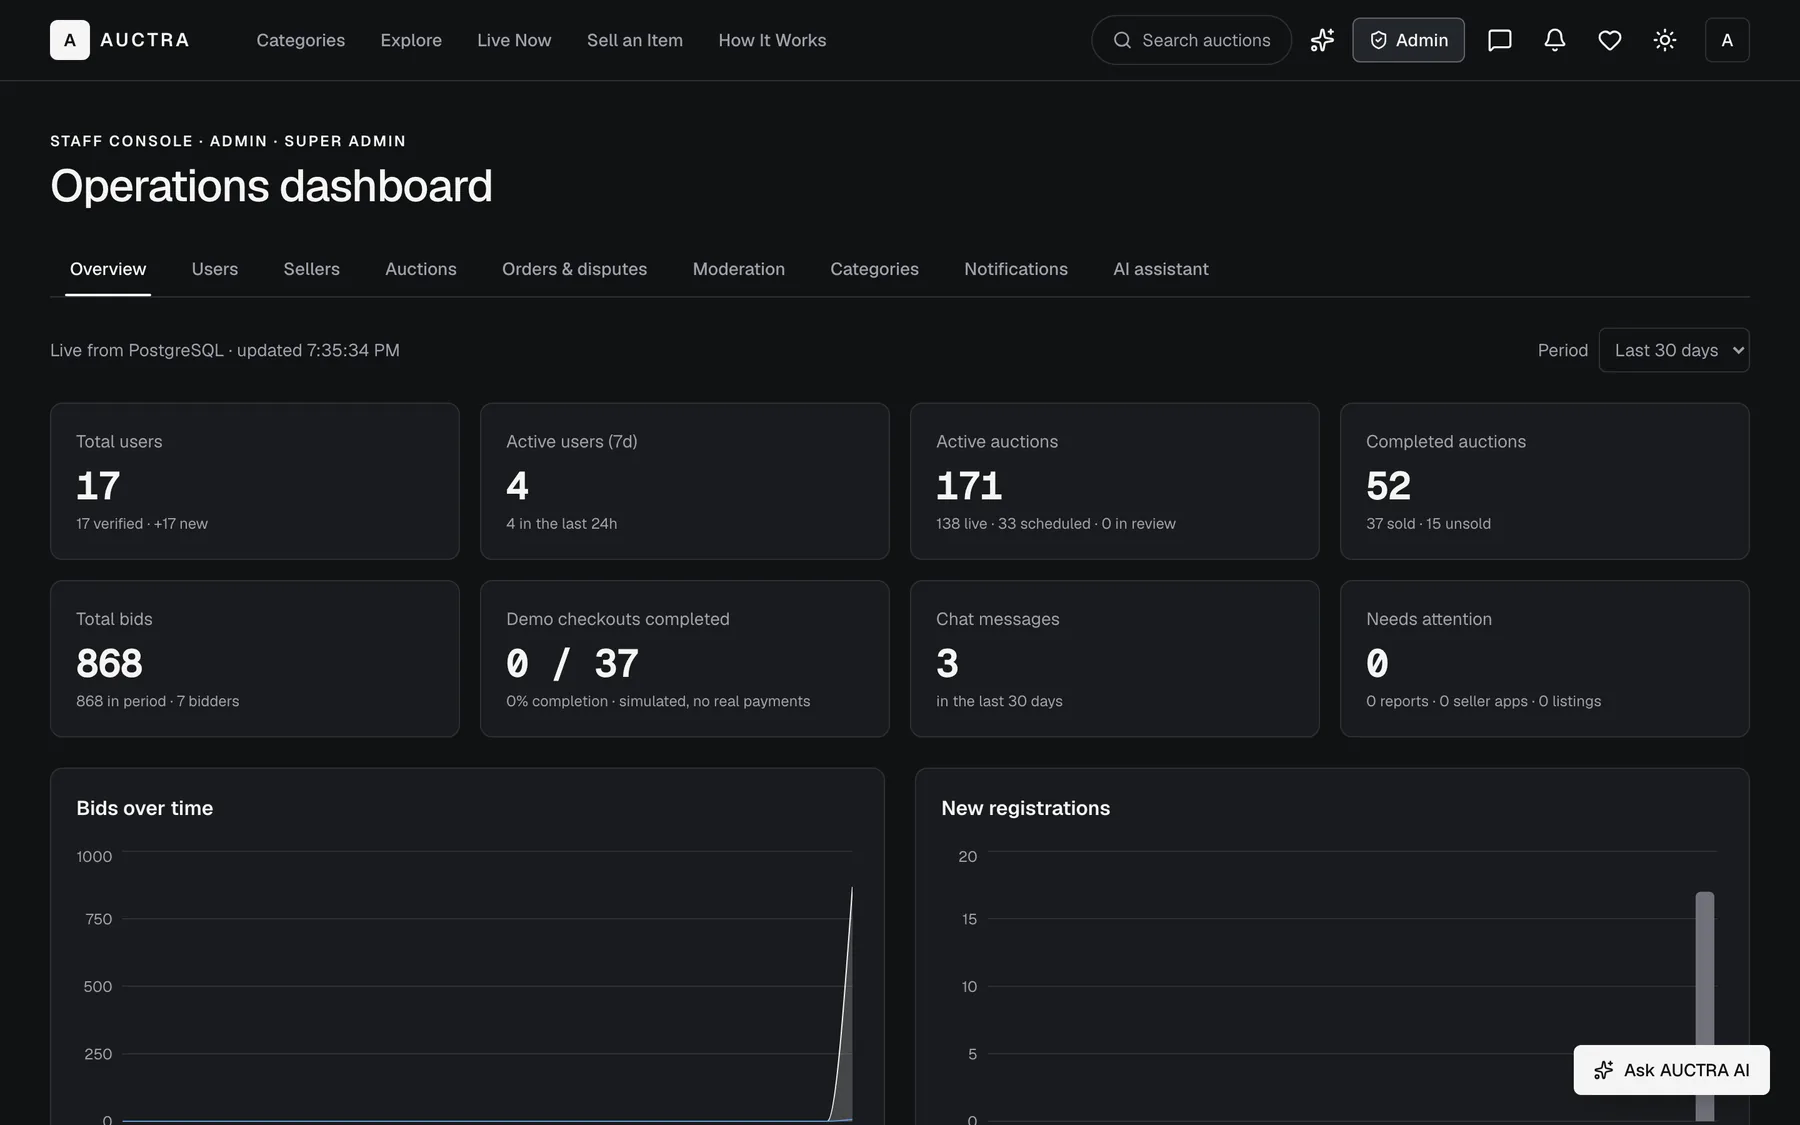 A AUCTRA Categories Explore Live Now Sell an Item How It Works Search auctions Admin A
STAFF CONSOLE · ADMIN · SUPER ADMIN
Operations dashboard
Overview Users Sellers Auctions Orders & disputes Moderation Categories Notifications AI assistant
Live from PostgreSQL · updated 7:35:34 PM Period Last 30 days
Total users
17
17 verified · +17 new
Active users (7d)
4
4 in the last 24h
Active auctions
171
138 live · 33 scheduled · 0 in review
Completed auctions
52
37 sold · 15 unsold
Total bids
868
868 in period · 7 bidders
Demo checkouts completed
0 / 37
0% completion · simulated, no real payments
Chat messages
3
in the last 30 days
Needs attention
0
0 reports · 0 seller apps · 0 listings
Bids over time
1000
750
500
250
0
New registrations
20
15
10
5
0
Ask AUCTRA AI